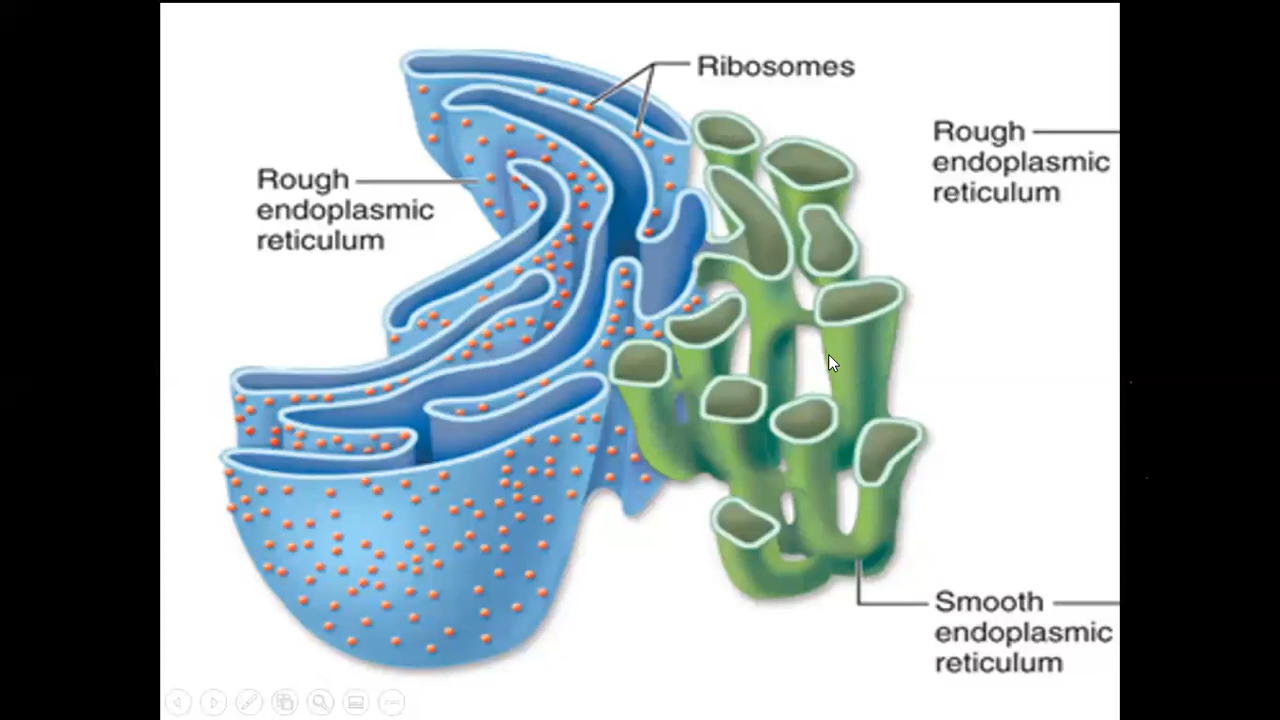 Ribosomes
Rough
endoplasmic
reticulum
Rough
endoplasmic
reticulum
Smooth
endoplasmic
reticulum